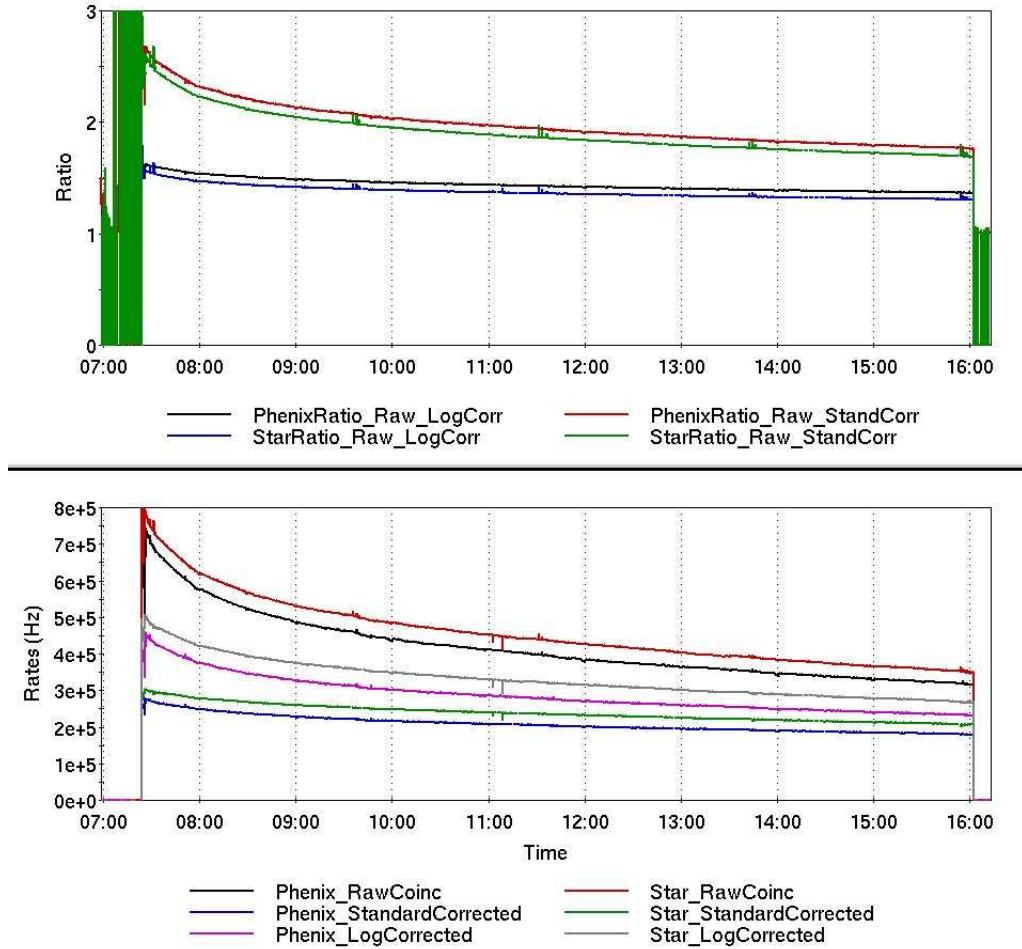 3
2
1
0
Ratio
07:00 08:00 09:00 10:00 11:00 12:00 13:00 14:00 15:00 16:00
PhenixRatio_Raw_LogCorr PhenixRatio_Raw_StandCorr
StarRatio_Raw_LogCorr StarRatio_Raw_StandCorr
8e+5
7e+5
6e+5
5e+5
4e+5
3e+5
2e+5
1e+5
0e+0
Rates (Hz)
07:00 08:00 09:00 10:00 11:00 12:00 13:00 14:00 15:00 16:00
Time
Phenix_RawCoinc Star_RawCoinc
Phenix_StandardCorrected Star_StandardCorrected
Phenix_LogCorrected Star_LogCorrected